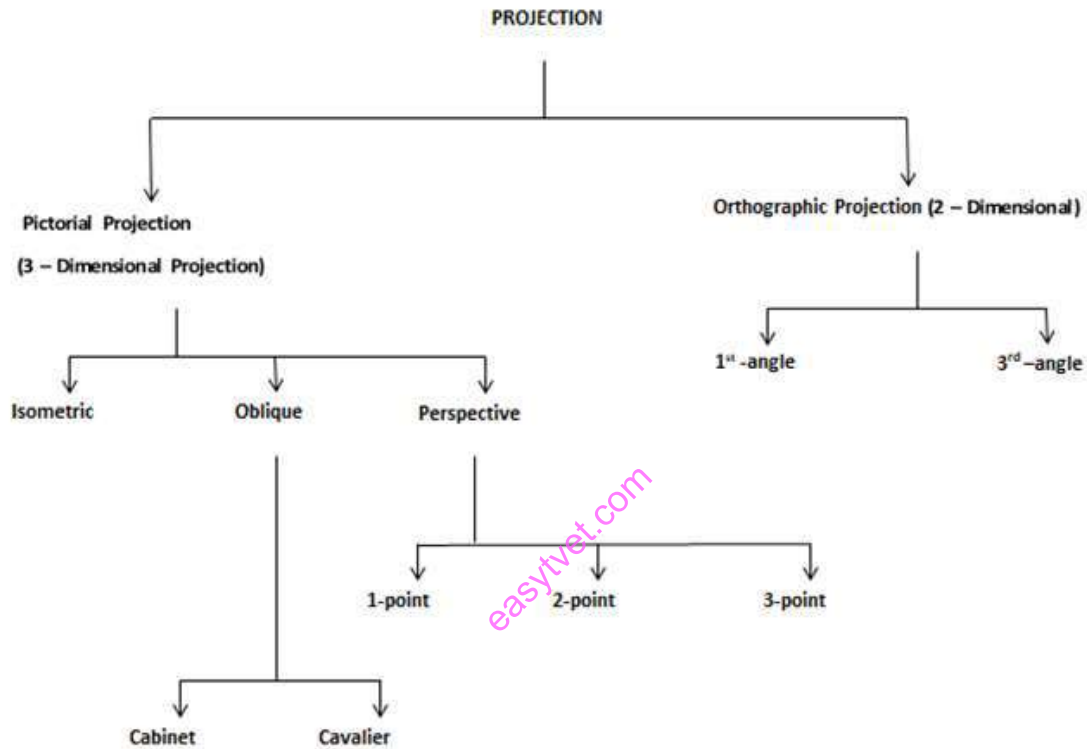 PROJECTION
Pictorial Projection
(3 – Dimensional Projection)
Orthographic Projection (2 – Dimensional)
1st -angle
3rd –angle
Isometric
Oblique
Perspective
easytvet.com
1-point
2-point
3-point
Cabinet
Cavalier